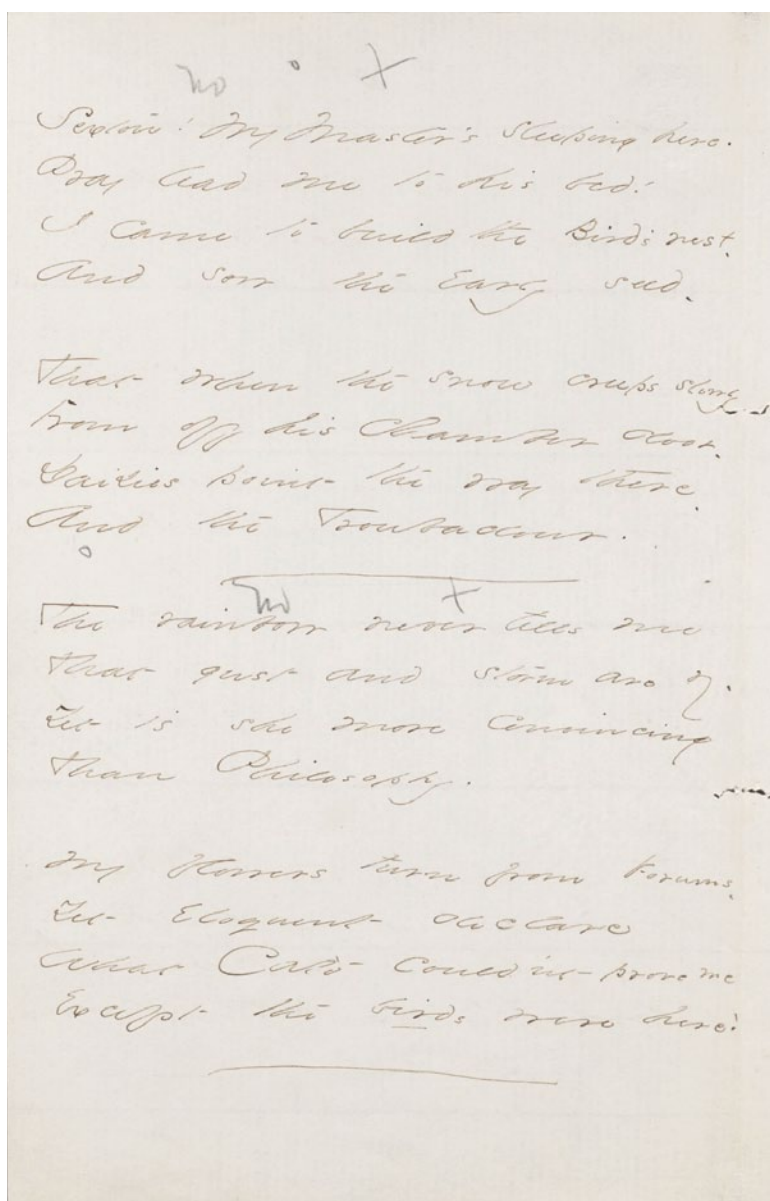 no o x
Sexton! My Master's sleeping here.
Pray lead me to his bed!
I came to build the Bird's nest.
And sow the Early seed.
That when the snow creeps slowly
From off his Chamber door.
Daisies point the way there.
And the Troubadour.
o
no x
The rainbow never tells me
That gust and storm are by.
Yet is she more convincing
Than Philosophy.
My flowers turn from Forums.
Yet Eloquent declare
What Cato could'nt prove me
Except the birds were here!